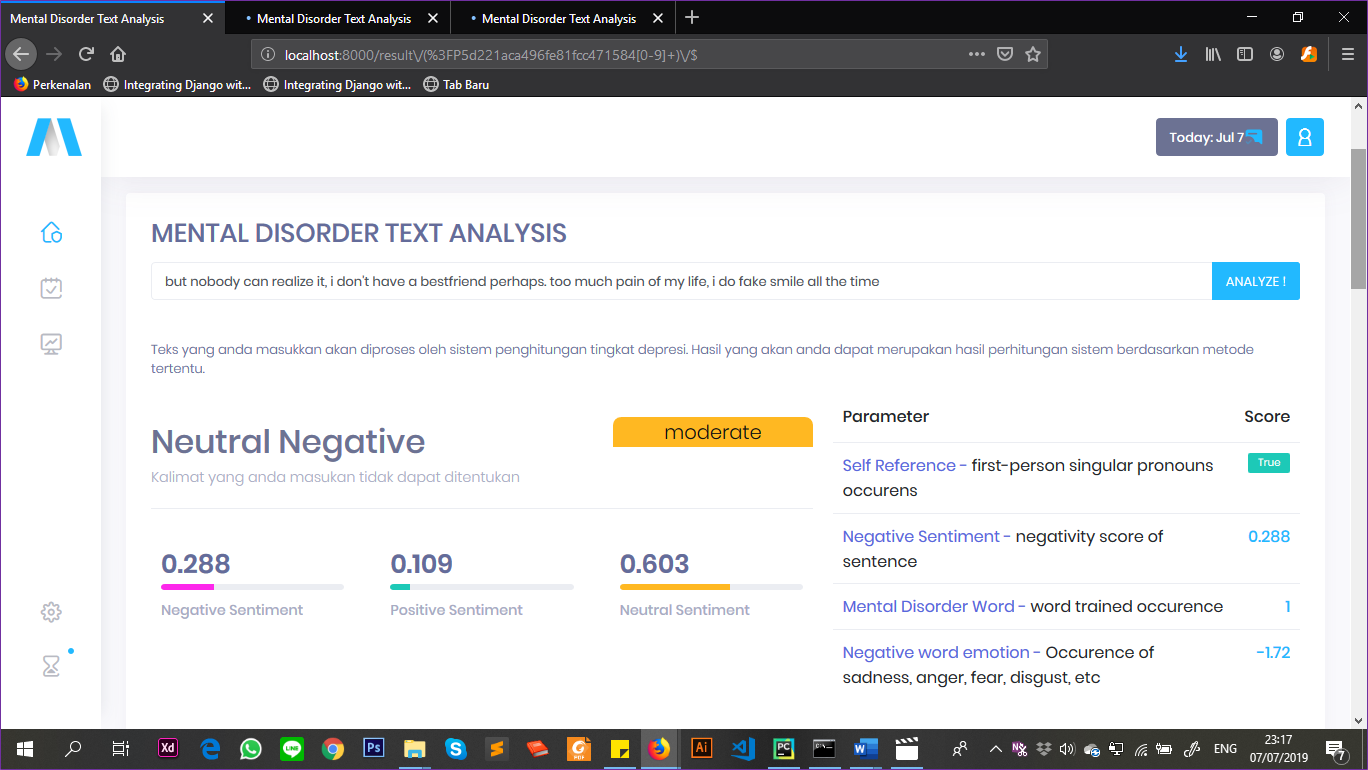 Mental Disorder Text Analysis
Mental Disorder Text Analysis
Mental Disorder Text Analysis
localhost:8000/result\/(%3FP5d221aca496fe81fcc471584[0-9]+)\/$
Perkenalan
Integrating Django wit...
Integrating Django wit...
Tab Baru
Today: Jul 7
MENTAL DISORDER TEXT ANALYSIS
but nobody can realize it, i don't have a bestfriend perhaps. too much pain of my life, i do fake smile all the time
ANALYZE !
Teks yang anda masukkan akan diproses oleh sistem penghitungan tingkat depresi. Hasil yang akan anda dapat merupakan hasil perhitungan sistem berdasarkan metode
tertentu.
Neutral Negative
moderate
Kalimat yang anda masukan tidak dapat ditentukan
0.288
Negative Sentiment
0.109
Positive Sentiment
0.603
Neutral Sentiment
Parameter Score
Self Reference - first-person singular pronouns
occurens
True
Negative Sentiment - negativity score of
sentence
0.288
Mental Disorder Word - word trained occurence 1
Negative word emotion - Occurence of
sadness, anger, fear, disgust, etc
-1.72
Xd
LINE
Ps
PDF
Ai
PC
W
ENG
23:17
07/07/2019
7